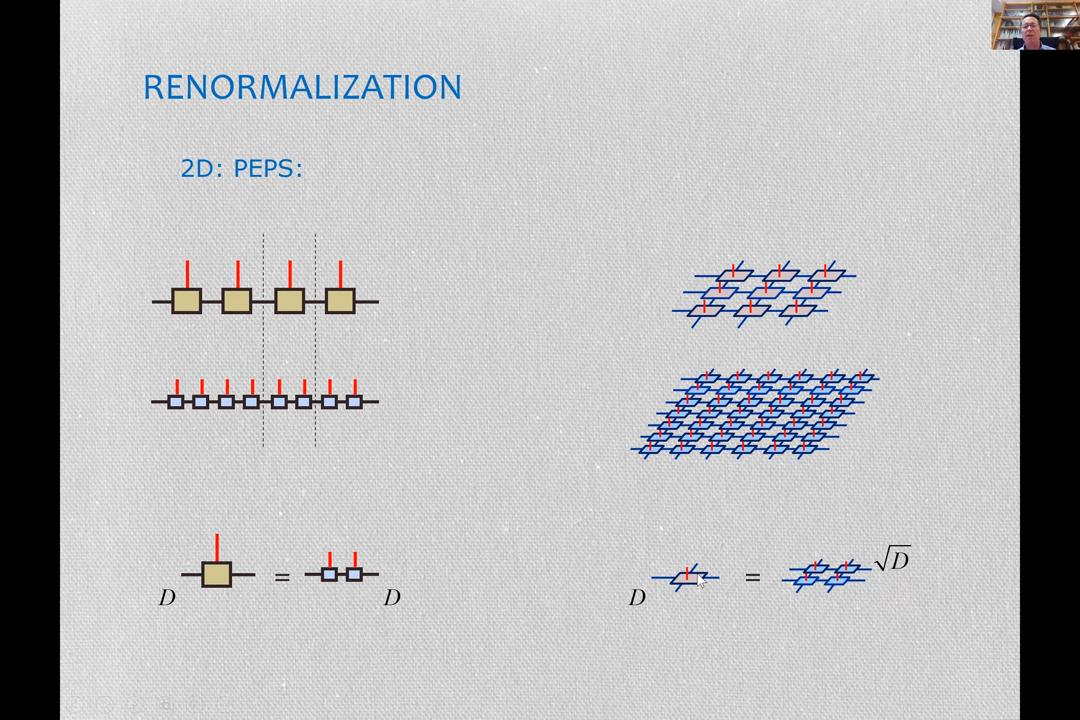 RENORMALIZATION
2D: PEPS:
D = D
D = √D